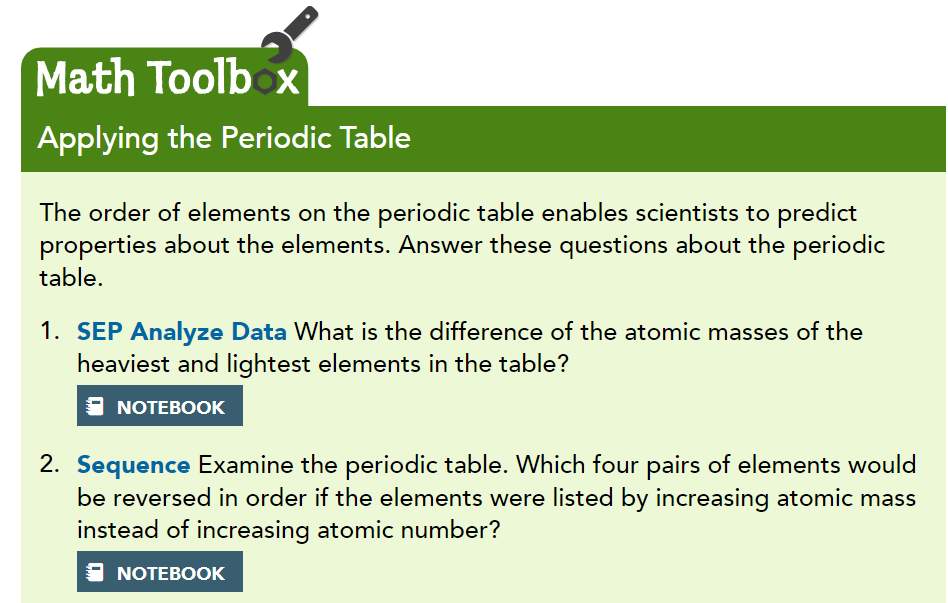 Math Toolbox
Applying the Periodic Table
The order of elements on the periodic table enables scientists to predict
properties about the elements. Answer these questions about the periodic
table.
1. SEP Analyze Data What is the difference of the atomic masses of the
heaviest and lightest elements in the table?
NOTEBOOK
2. Sequence Examine the periodic table. Which four pairs of elements would
be reversed in order if the elements were listed by increasing atomic mass
instead of increasing atomic number?
NOTEBOOK